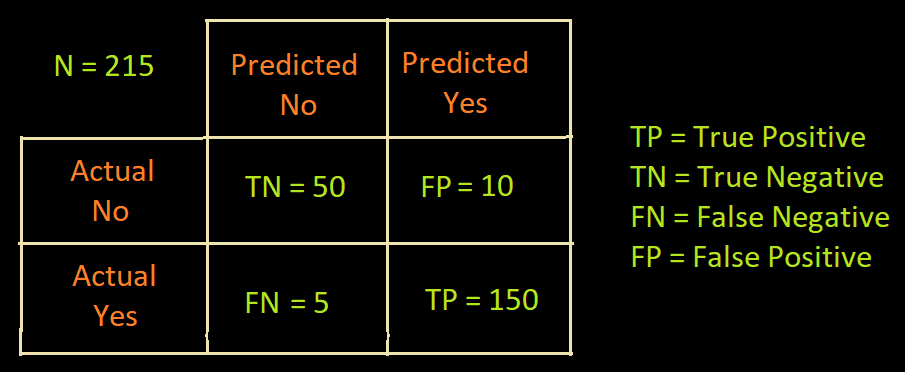 N = 215
Predicted
No
Predicted
Yes
Actual
No
TN = 50
FP = 10
Actual
Yes
FN = 5
TP = 150
TP = True Positive
TN = True Negative
FN = False Negative
FP = False Positive